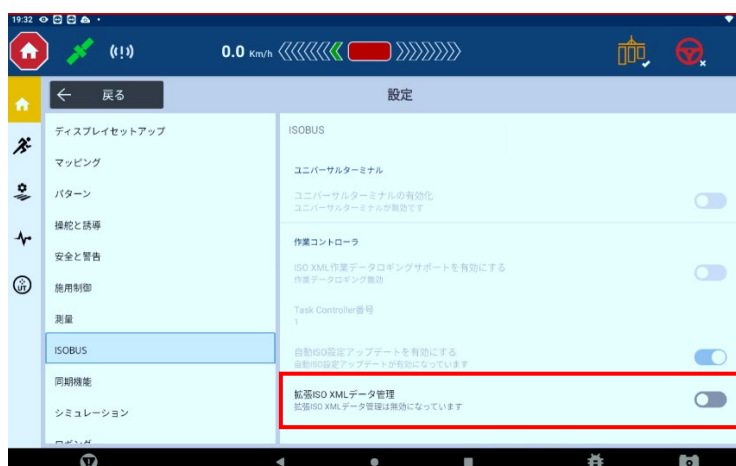 19:32
0.0 Km/h
← 戻る
設定
ディスプレイセットアップ
マッピング
パターン
操舵と誘導
安全と警告
施用制御
測量
ISOBUS
同期機能
シミュレーション
ロギング
ISOBUS
ユニバーサルターミナル
ユニバーサルターミナルの有効化
ユニバーサルターミナルが無効です
作業コントローラ
ISO XML作業データロギングサポートを有効にする
作業データロギング無効
Task Controller番号
1
自動ISO設定アップデートを有効にする
自動ISO設定アップデートが有効になっています
拡張ISO XMLデータ管理
拡張ISO XMLデータ管理は無効になっています
UT